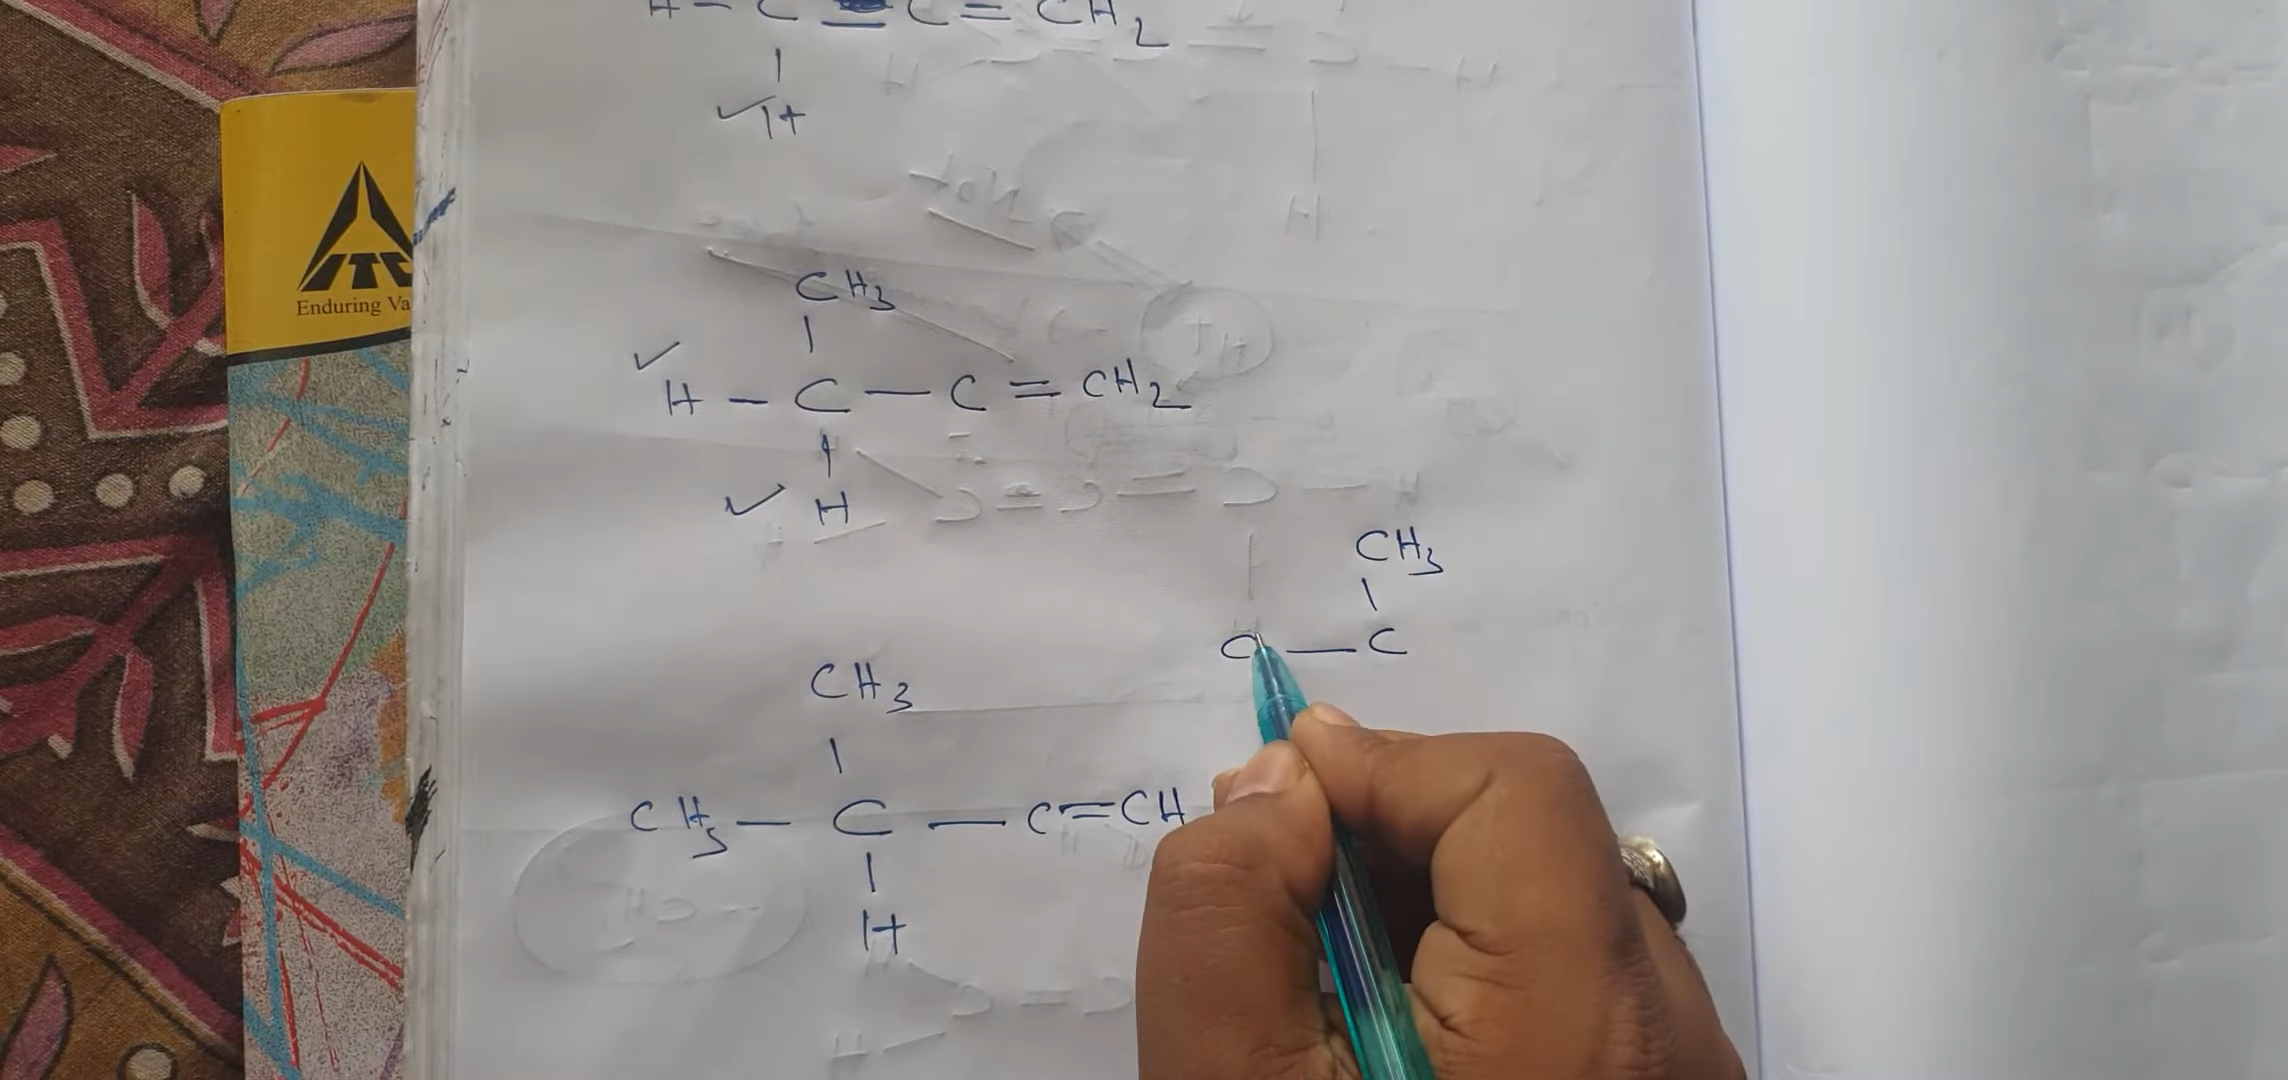 H - C = C = CH2
|
✓ H
ITC
Enduring Va
CH3
|
✓
H - C — C = CH2
|
✓ H
CH3
|
C — C
CH3
|
CH3 — C — C = CH
|
H